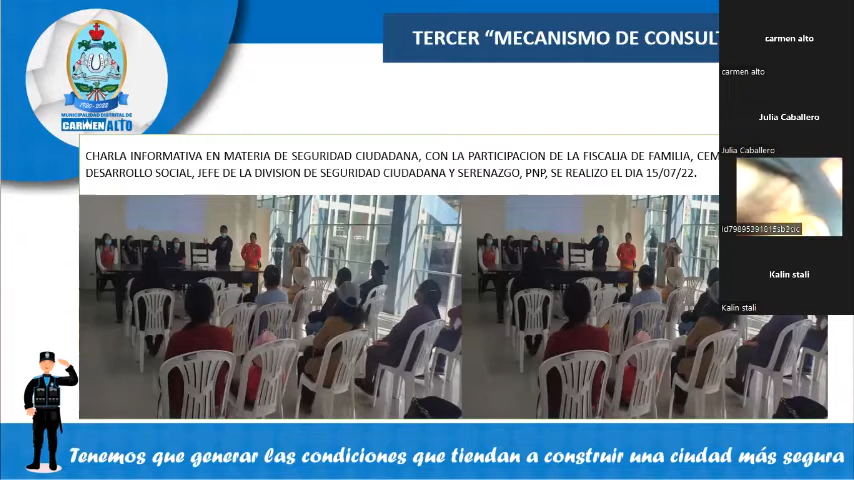 TERCER “MECANISMO DE CONSULT
1980-2022
MUNICIPALIDAD DISTRITAL DE
CARMEN ALTO
CHARLA INFORMATIVA EN MATERIA DE SEGURIDAD CIUDADANA, CON LA PARTICIPACION DE LA FISCALIA DE FAMILIA, CEM
DESARROLLO SOCIAL, JEFE DE LA DIVISION DE SEGURIDAD CIUDADANA Y SERENAZGO, PNP, SE REALIZO EL DIA 15/07/22.
Tenemos que generar las condiciones que tiendan a construir una ciudad más segura
carmen alto
carmen alto
Julia Caballero
Julia Caballero
Kalin stali
Kalin stali